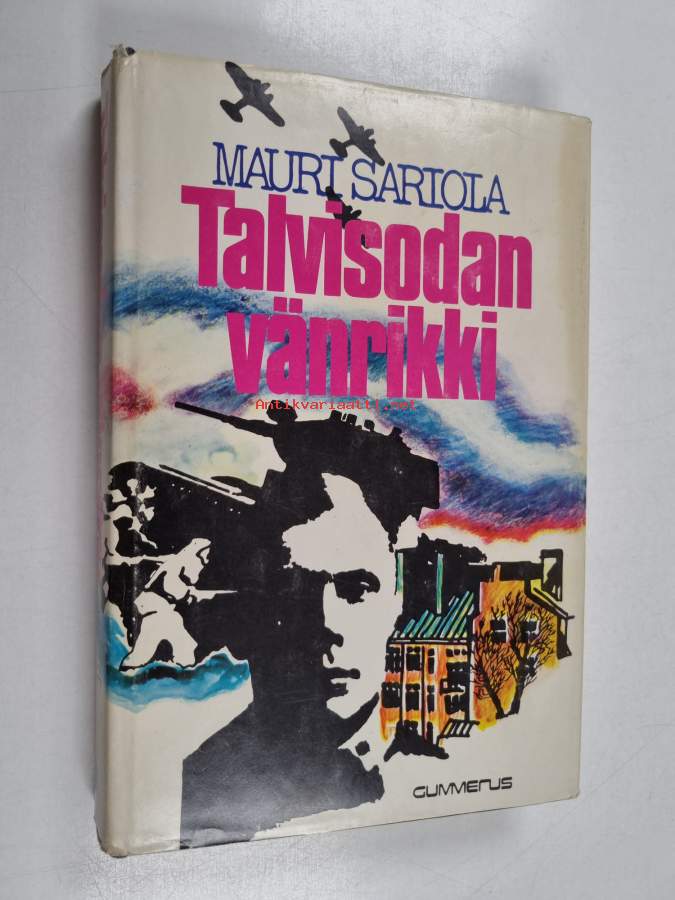 MAURI SARIOLA
Talvisodan
vänrikki
Antikvariaatti.net
GUMMERUS